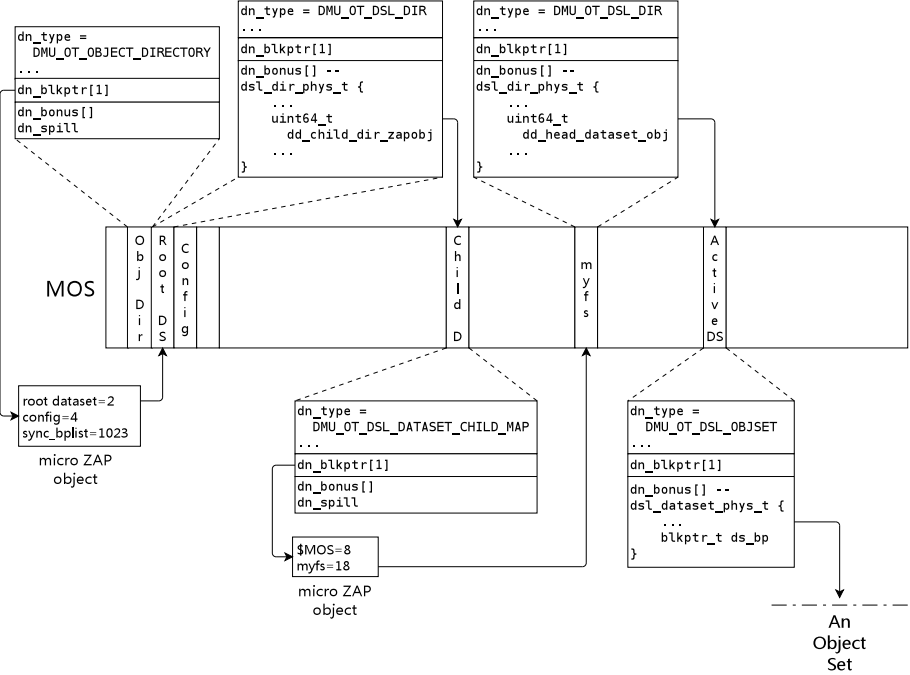 dn_type =
DMU_OT_OBJECT_DIRECTORY
...
dn_blkptr[1]
dn_bonus[]
dn_spill
dn_type = DMU_OT_DSL_DIR
...
dn_blkptr[1]
dn_bonus[] --
dsl_dir_phys_t {
...
uint64_t
dd_child_dir_zapobj
...
}
dn_type = DMU_OT_DSL_DIR
...
dn_blkptr[1]
dn_bonus[] --
dsl_dir_phys_t {
...
uint64_t
dd_head_dataset_obj
...
}
MOS
Obj Dir
Root DS
Config
Child D
myfs
Active DS
root dataset=2
config=4
sync_bplist=1023
micro ZAP
object
dn_type =
DMU_OT_DSL_DATASET_CHILD_MAP
...
dn_blkptr[1]
dn_bonus[]
dn_spill
$MOS=8
myfs=18
micro ZAP
object
dn_type =
DMU_OT_DSL_OBJSET
...
dn_blkptr[1]
dn_bonus[] --
dsl_dataset_phys_t {
...
blkptr_t ds_bp
}
An
Object
Set